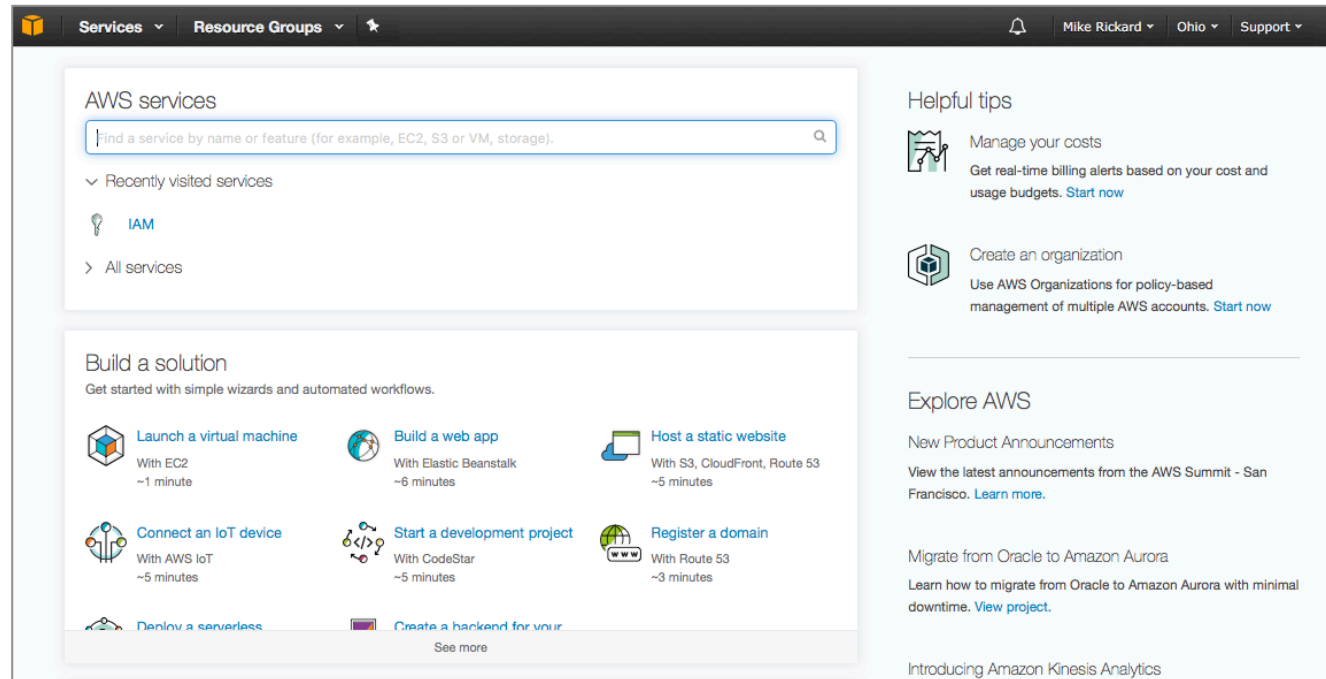 Services Resource Groups Mike Rickard Ohio Support
AWS services
Find a service by name or feature (for example, EC2, S3 or VM, storage).
Recently visited services
IAM
All services
Build a solution
Get started with simple wizards and automated workflows.
Launch a virtual machine
With EC2
~1 minute
Build a web app
With Elastic Beanstalk
~6 minutes
Host a static website
With S3, CloudFront, Route 53
~5 minutes
Connect an IoT device
With AWS IoT
~5 minutes
Start a development project
With CodeStar
~5 minutes
Register a domain
With Route 53
~3 minutes
Deploy a serverless
Create a backend for your
See more
Helpful tips
Manage your costs
Get real-time billing alerts based on your cost and
usage budgets. Start now
Create an organization
Use AWS Organizations for policy-based
management of multiple AWS accounts. Start now
Explore AWS
New Product Announcements
View the latest announcements from the AWS Summit - San
Francisco. Learn more.
Migrate from Oracle to Amazon Aurora
Learn how to migrate from Oracle to Amazon Aurora with minimal
downtime. View project.
Introducing Amazon Kinesis Analytics